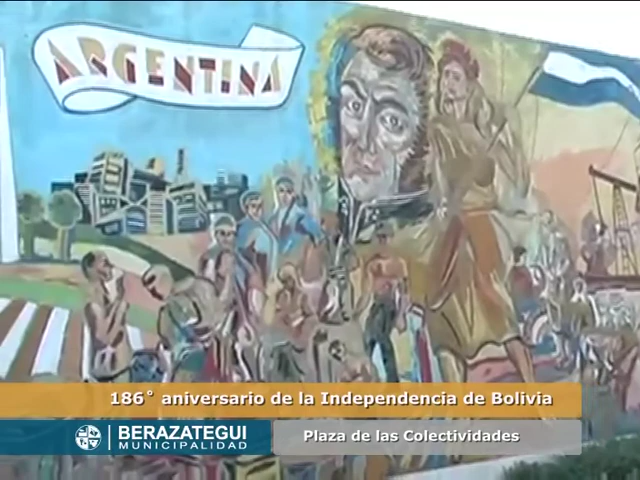 ARGENTINA
186° aniversario de la Independencia de Bolivia
BERAZATEGUI
MUNICIPALIDAD
Plaza de las Colectividades